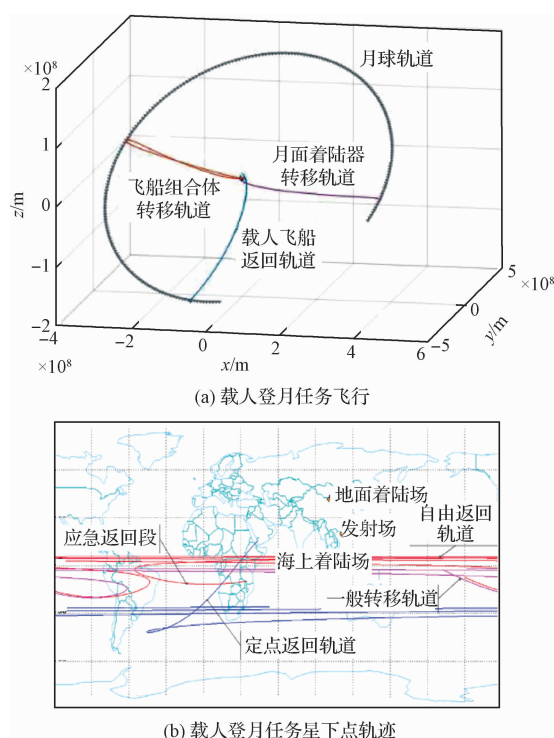 ×10⁸
2
1
0
-1
-2
z/m
月球轨道
月面着陆器
转移轨道
飞船组合体
转移轨道
载人飞船
返回轨道
5
×10⁸
0
-5
y/m
-4
-2
0
2
4
6
×10⁸
x/m
(a) 载人登月任务飞行
地面着陆场
发射场
自由返回
轨道
应急返回段
海上着陆场
一般转移轨道
定点返回轨道
(b) 载人登月任务星下点轨迹